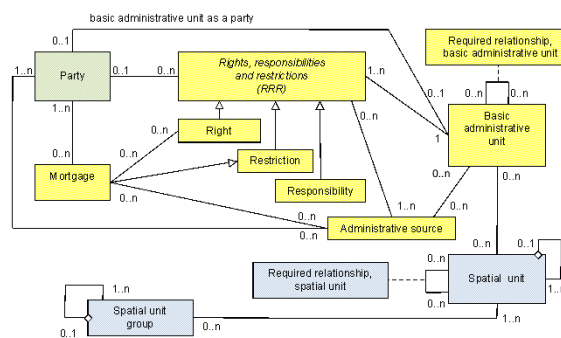 basic administrative unit as a party
Required relationship,
basic administrative unit
0..1
1..n
Party
0..1
0..n
Rights, responsibilities
and restrictions
(RRR)
1..n
0..n
0..n
0..1
1..n
0..n
0..n
Right
0..n
1
Basic
administrative
unit
Restriction
Mortgage
0..n
0..n
0..n
Responsibility
1..n
0..n
Administrative source
0..n
0..n
0..1
Required relationship,
spatial unit
0..n
0..n
Spatial unit
1..n
1..n
0..1
Spatial unit
group
0..n
1..n